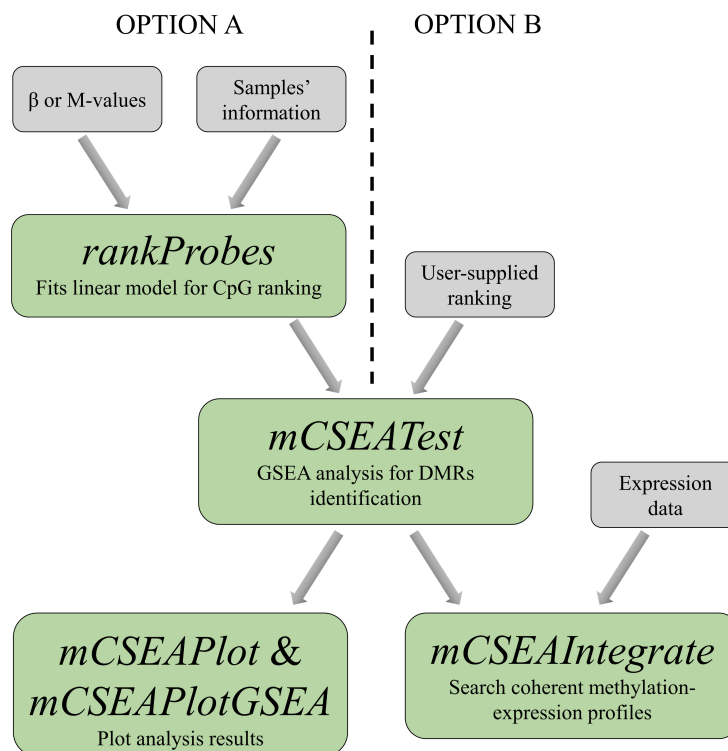 OPTION A
OPTION B
β or M-values
Samples'
information
rankProbes
Fits linear model for CpG ranking
User-supplied
ranking
mCSEATest
GSEA analysis for DMRs
identification
Expression
data
mCSEAPlot &
mCSEAPlotGSEA
Plot analysis results
mCSEAIntegrate
Search coherent methylation-
expression profiles